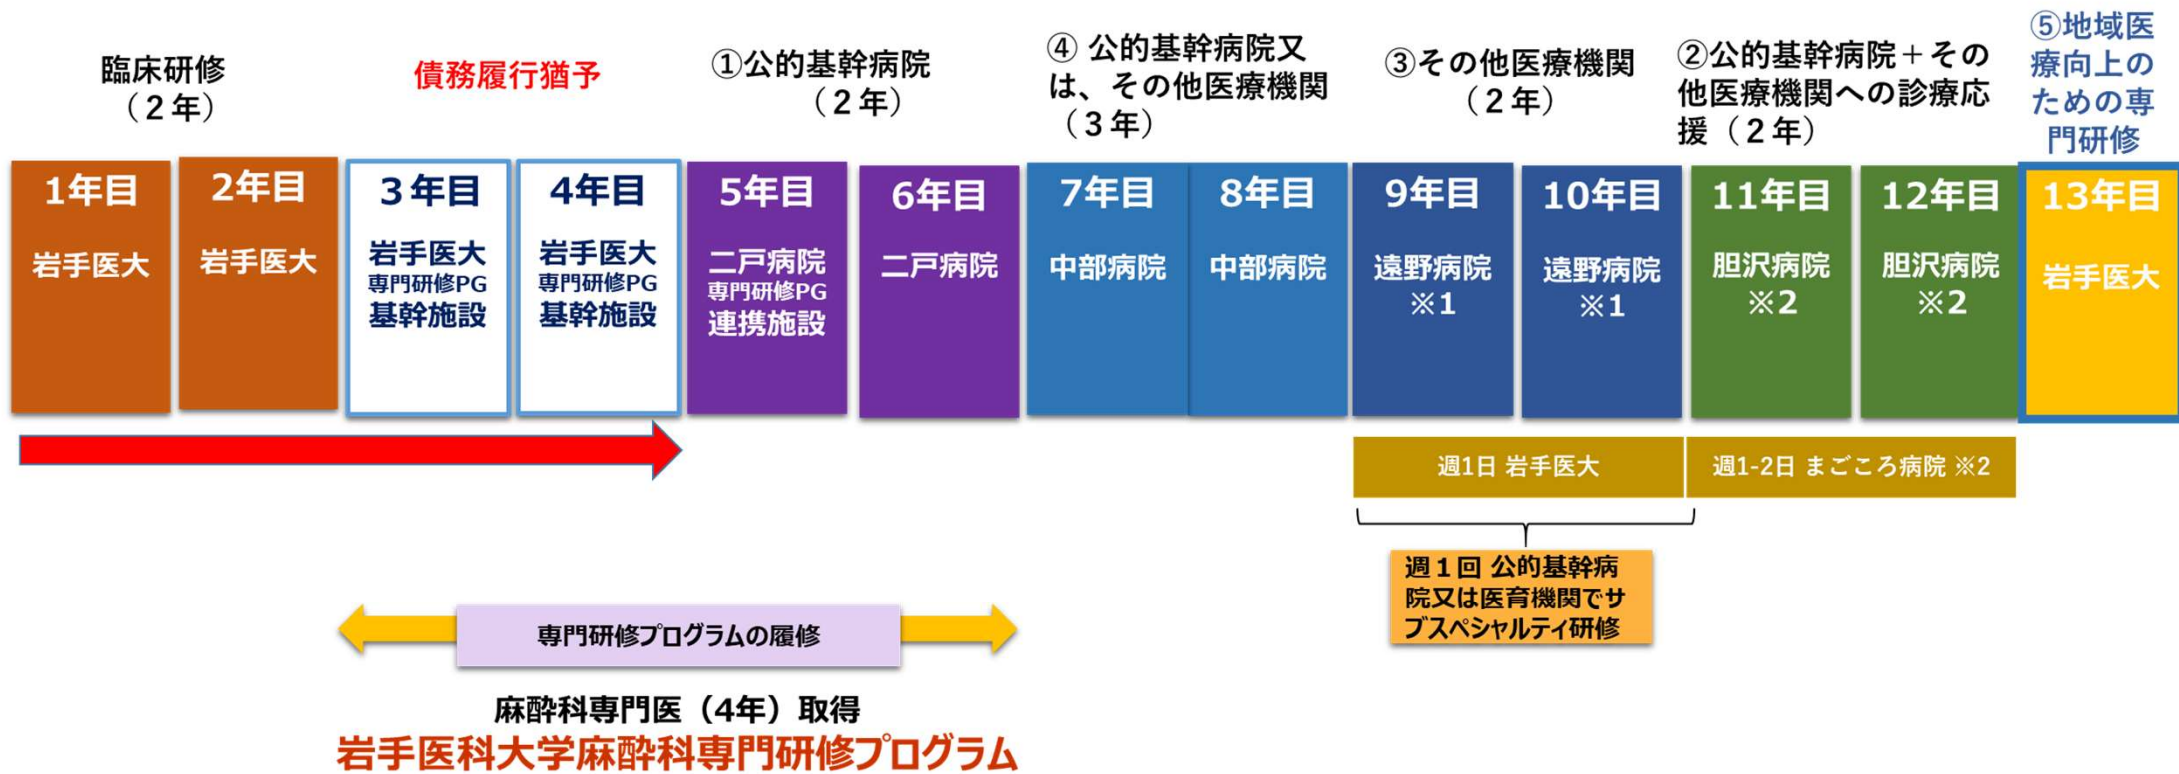 臨床研修
（２年）
債務履行猶予
①公的基幹病院
（２年）
④ 公的基幹病院又
は、その他医療機関
（３年）
③その他医療機関
（２年）
②公的基幹病院＋その
他医療機関への診療応
援（２年）
⑤地域医
療向上の
ための専
門研修
1年目
岩手医大
2年目
岩手医大
３年目
岩手医大
専門研修PG
基幹施設
4年目
岩手医大
専門研修PG
基幹施設
5年目
二戸病院
専門研修PG
連携施設
6年目
二戸病院
7年目
中部病院
8年目
中部病院
9年目
遠野病院
※1
10年目
遠野病院
※1
11年目
胆沢病院
※2
12年目
胆沢病院
※2
13年目
岩手医大
週1日 岩手医大
週1-2日 まごころ病院 ※2
週１回 公的基幹病
院又は医育機関でサ
ブスペシャルティ研修
専門研修プログラムの履修
麻酔科専門医（4年）取得
岩手医科大学麻酔科専門研修プログラム